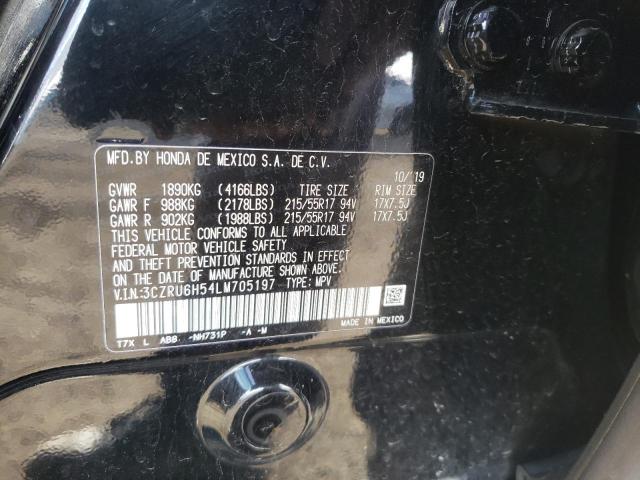 MFD.BY HONDA DE MEXICO S.A. DE C.V.
10/'19
GVWR 1890KG (4166LBS) TIRE SIZE RIM SIZE
GAWR F 988KG (2178LBS) 215/55R17 94V 17X7.5J
GAWR R 902KG (1988LBS) 215/55R17 94V 17X7.5J
THIS VEHICLE CONFORMS TO ALL APPLICABLE
FEDERAL MOTOR VEHICLE SAFETY
AND THEFT PREVENTION STANDARDS IN EFFECT
ON THE DATE OF MANUFACTURE SHOWN ABOVE.
V.I.N:3CZRU6H54LM705197 TYPE: MPV
T7X L ABB -NH731P -A -M MADE IN MEXICO